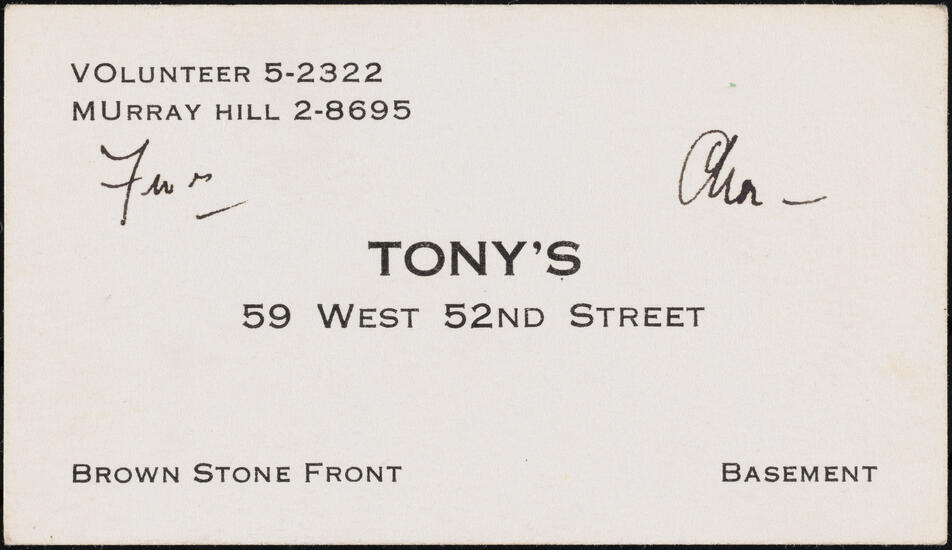 VOLUNTEER 5-2322
MURRAY HILL 2-8695
TONY'S
59 WEST 52ND STREET
BROWN STONE FRONT
BASEMENT